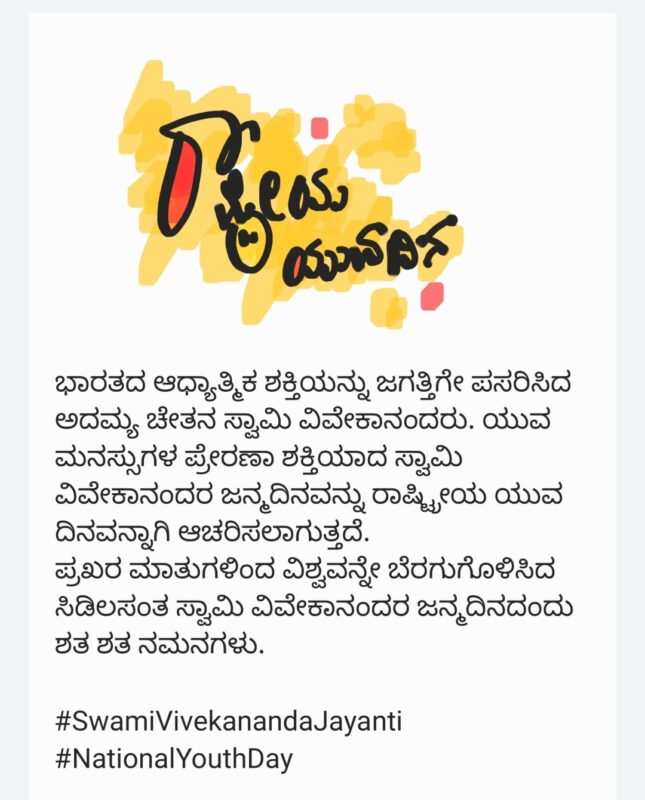 ರಾಷ್ಟ್ರೀಯ
ಯುವದಿನ
ಭಾರತದ ಆಧ್ಯಾತ್ಮಿಕ ಶಕ್ತಿಯನ್ನು ಜಗತ್ತಿಗೇ ಪಸರಿಸಿದ
ಅದಮ್ಯ ಚೇತನ ಸ್ವಾಮಿ ವಿವೇಕಾನಂದರು. ಯುವ
ಮನಸ್ಸುಗಳ ಪ್ರೇರಣಾ ಶಕ್ತಿಯಾದ ಸ್ವಾಮಿ
ವಿವೇಕಾನಂದರ ಜನ್ಮದಿನವನ್ನು ರಾಷ್ಟ್ರೀಯ ಯುವ
ದಿನವನ್ನಾಗಿ ಆಚರಿಸಲಾಗುತ್ತದೆ.
ಪ್ರಖರ ಮಾತುಗಳಿಂದ ವಿಶ್ವವನ್ನೇ ಬೆರಗುಗೊಳಿಸಿದ
ಸಿಡಿಲಸಂತ ಸ್ವಾಮಿ ವಿವೇಕಾನಂದರ ಜನ್ಮದಿನದಂದು
ಶತ ಶತ ನಮನಗಳು.
#SwamiVivekanandaJayanti
#NationalYouthDay